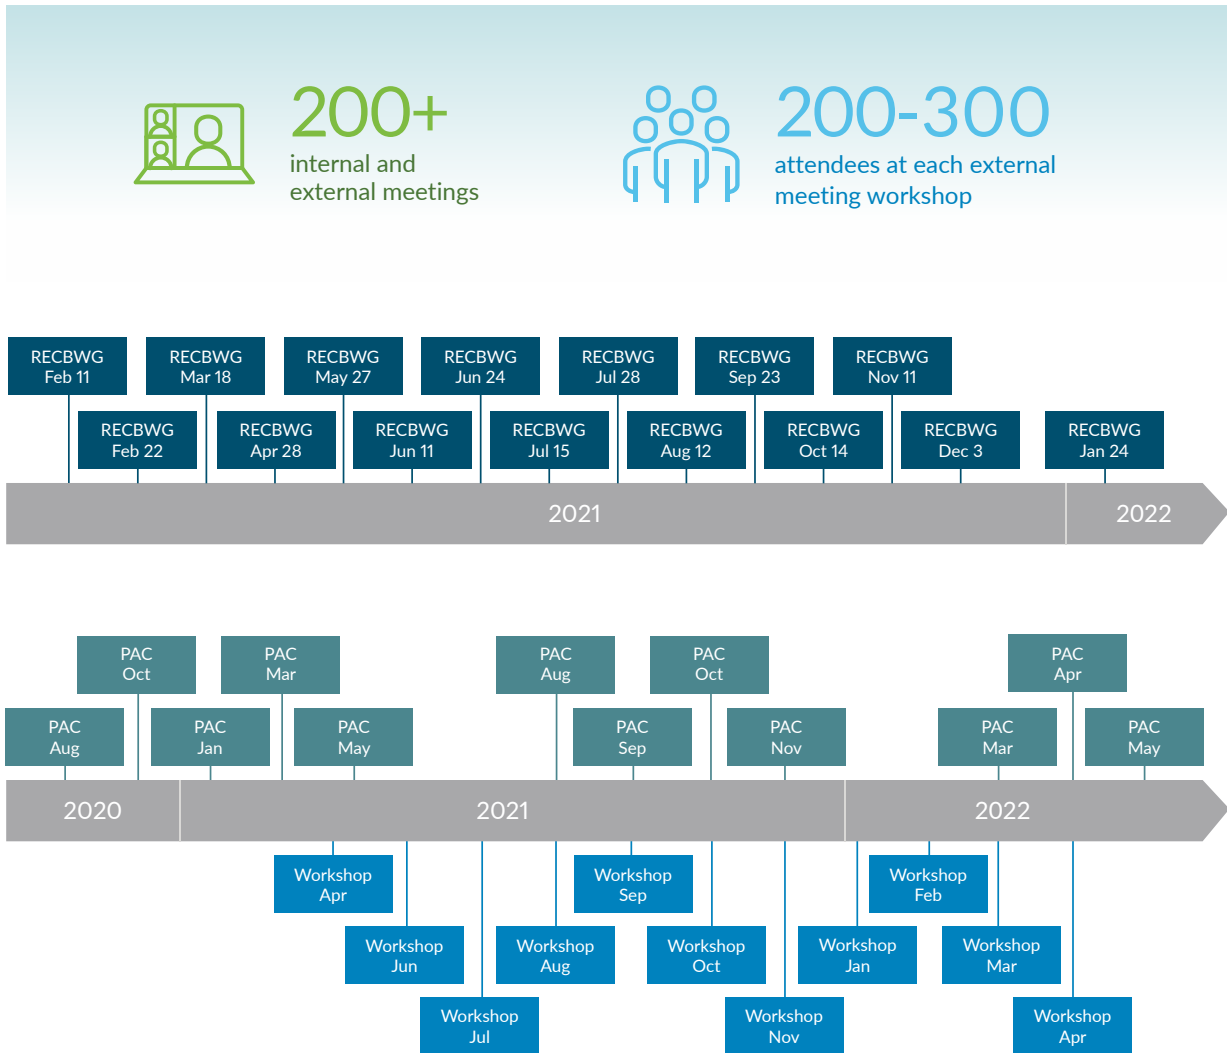 200+
internal and
external meetings
200-300
attendees at each external
meeting workshop
RECBWG
Feb 11
RECBWG
Mar 18
RECBWG
May 27
RECBWG
Jun 24
RECBWG
Jul 28
RECBWG
Sep 23
RECBWG
Nov 11
RECBWG
Feb 22
RECBWG
Apr 28
RECBWG
Jun 11
RECBWG
Jul 15
RECBWG
Aug 12
RECBWG
Oct 14
RECBWG
Dec 3
RECBWG
Jan 24
2021
2022
PAC
Oct
PAC
Mar
PAC
Aug
PAC
Oct
PAC
Apr
PAC
Aug
PAC
Jan
PAC
May
PAC
Sep
PAC
Nov
PAC
Mar
PAC
May
2020
2021
2022
Workshop
Apr
Workshop
Sep
Workshop
Feb
Workshop
Jun
Workshop
Aug
Workshop
Oct
Workshop
Jan
Workshop
Mar
Workshop
Jul
Workshop
Nov
Workshop
Apr